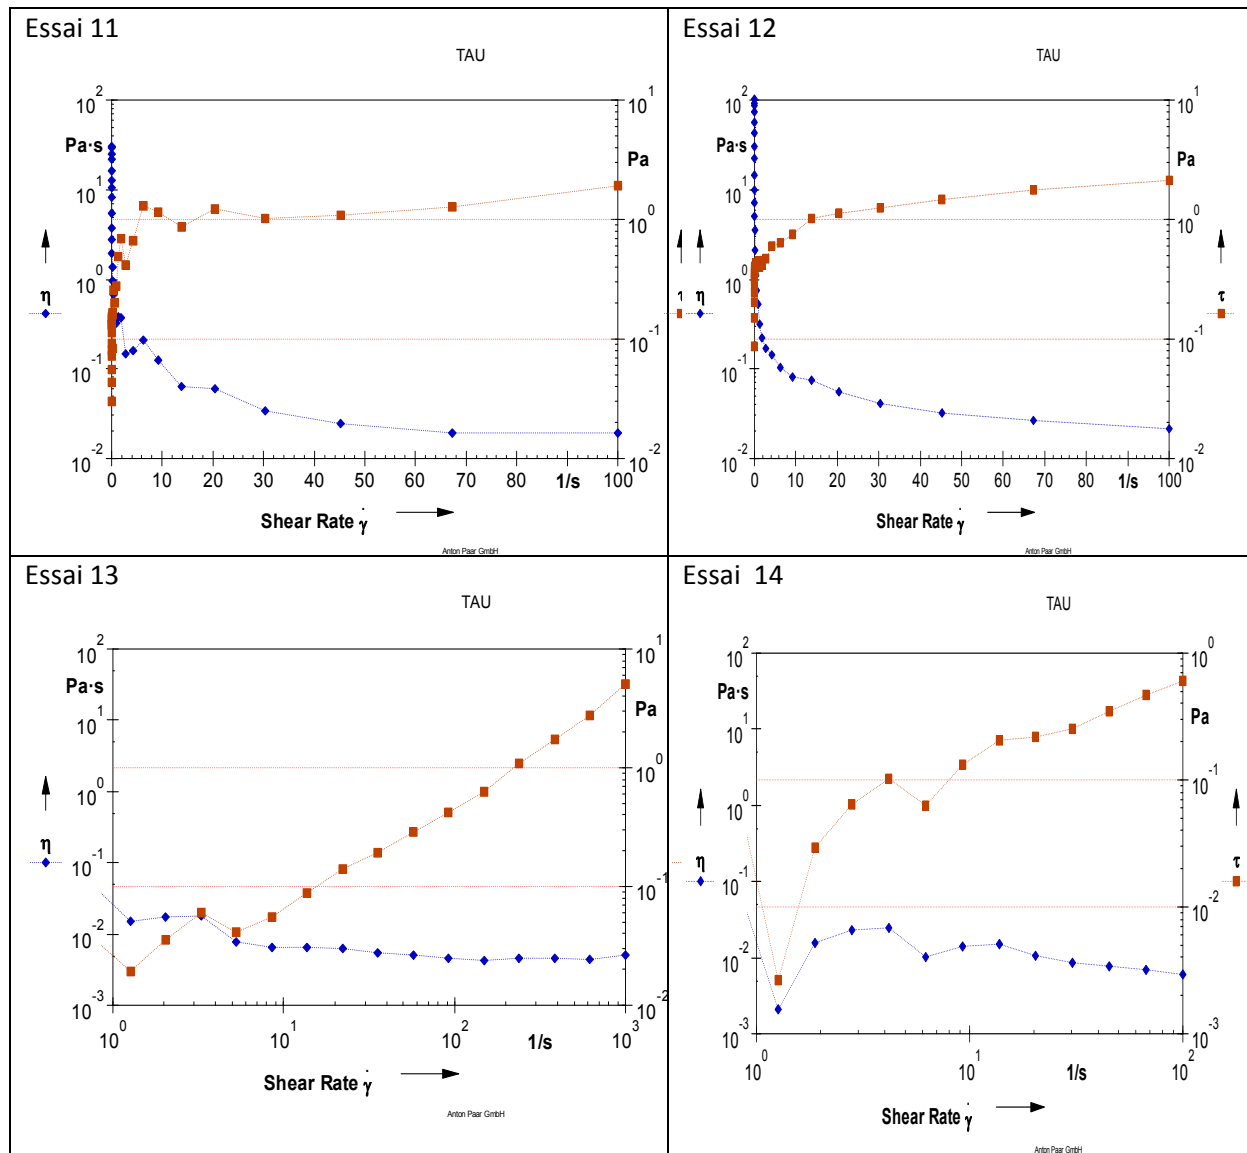 Essai 11
TAU
10^2
10^1
Pa·s
Pa
10^1
10^0
η
10^0
τ
10^-1
10^-1
10^-2
10^-2
0 10 20 30 40 50 60 70 80 1/s 100
Shear Rate γ̇
Anton Paar GmbH
Essai 12
TAU
10^2
10^1
Pa·s
Pa
10^1
10^0
η
τ
10^0
10^-1
10^-1
10^-2
10^-2
0 10 20 30 40 50 60 70 80 1/s 100
Shear Rate γ̇
Anton Paar GmbH
Essai 13
TAU
10^2
10^1
Pa·s
Pa
10^1
10^0
10^0
η
10^-1
10^-1
10^-2
10^-3
10^-2
10^0 10^1 10^2 1/s 10^3
Shear Rate γ̇
Anton Paar GmbH
Essai 14
TAU
10^2
10^0
Pa·s
Pa
10^1
10^-1
10^0
η
τ
10^-1
10^-2
10^-2
10^-3
10^-3
10^0 10^1 1/s 10^2
Shear Rate γ̇
Anton Paar GmbH